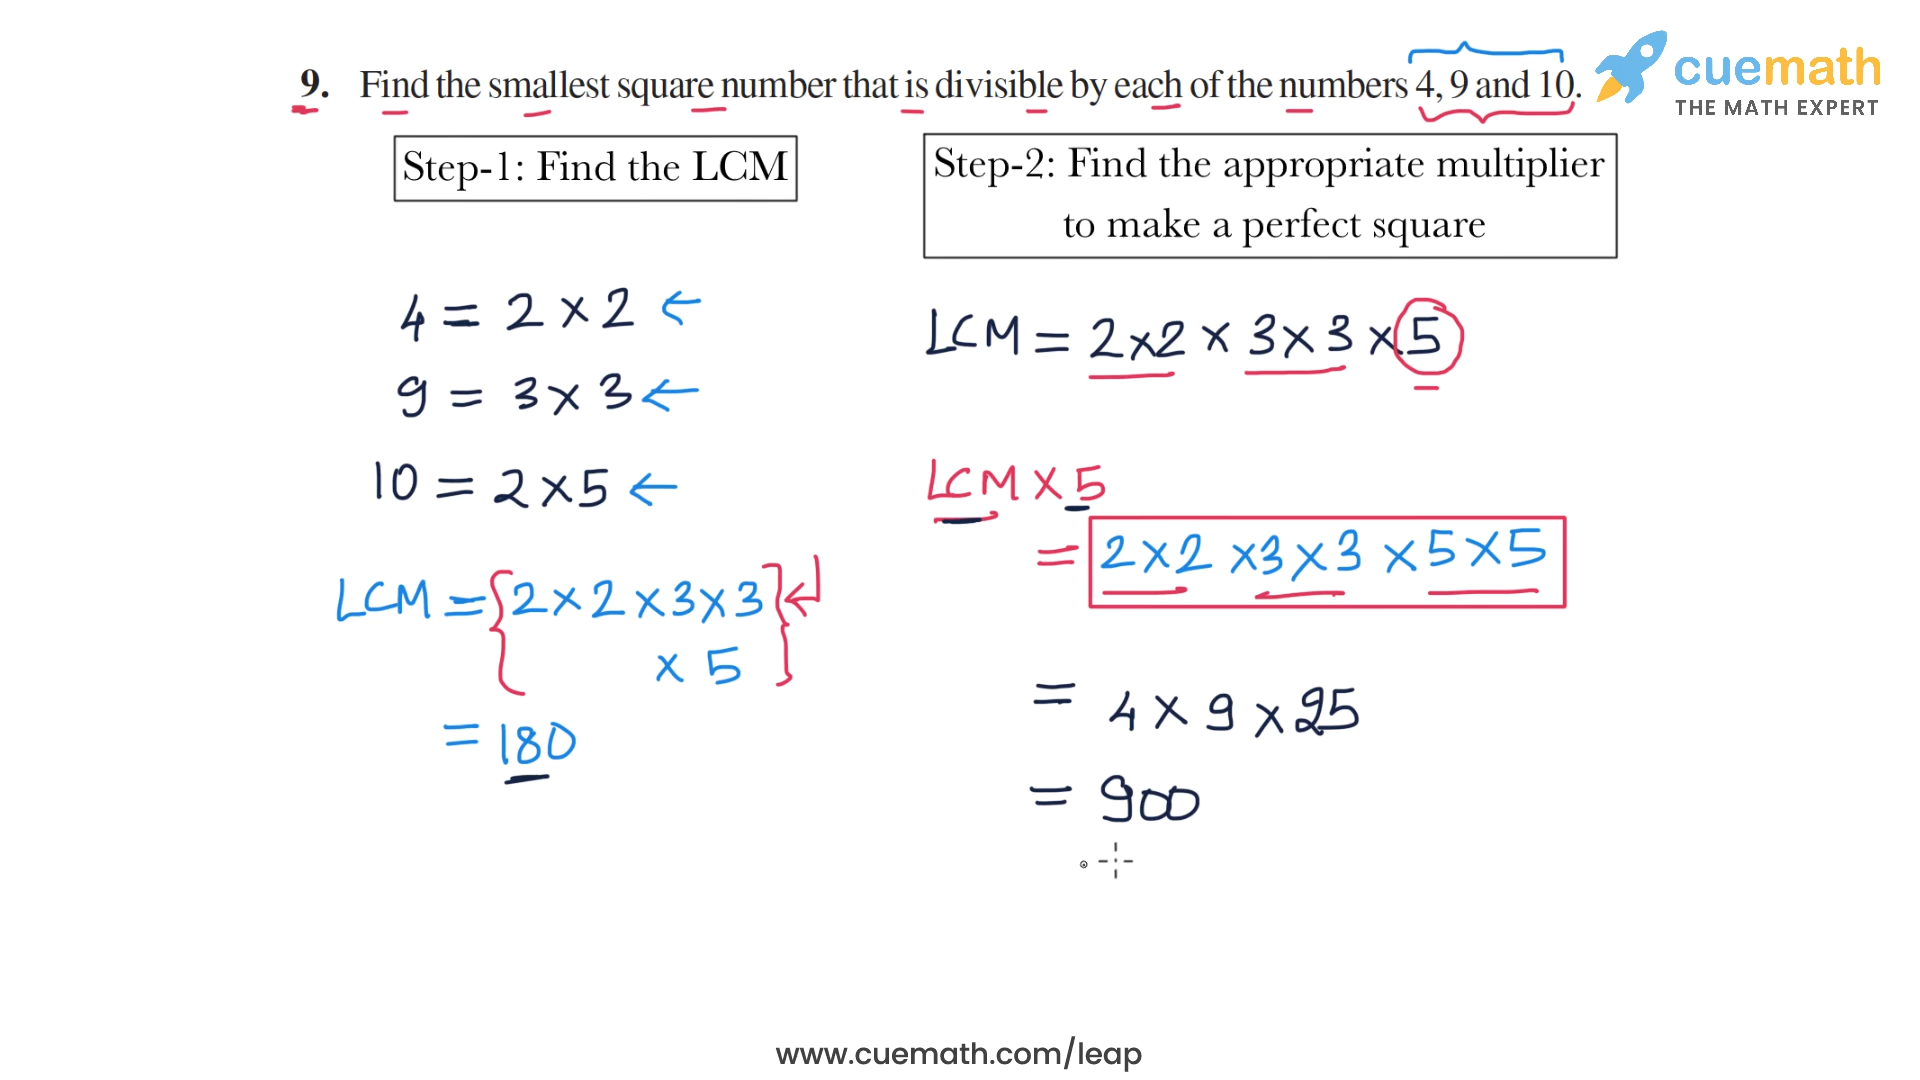 9. Find the smallest square number that is divisible by each of the numbers 4, 9 and 10.
cuemath
THE MATH EXPERT
Step-1: Find the LCM
4 = 2 × 2 ←
9 = 3 × 3 ←
10 = 2 × 5 ←
LCM = { 2 × 2 × 3 × 3
× 5 }
= 180
Step-2: Find the appropriate multiplier
to make a perfect square
LCM = 2 × 2 × 3 × 3 × 5
LCM × 5
= 2 × 2 × 3 × 3 × 5 × 5
= 4 × 9 × 25
= 900
www.cuemath.com/leap